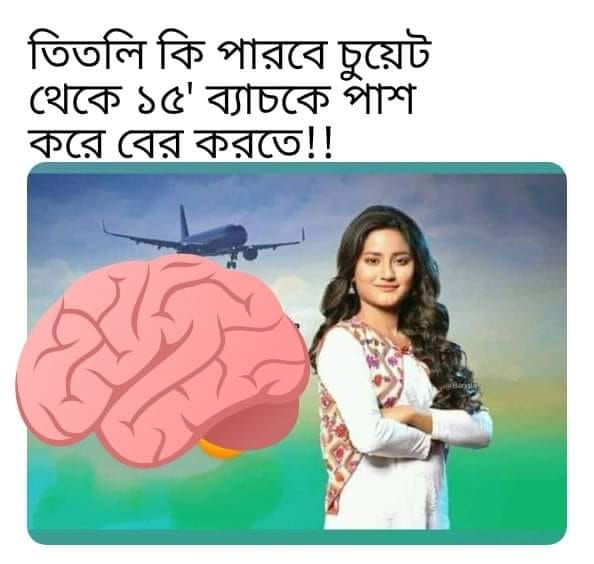 তিতলি কি পারবে চুয়েট
থেকে ১৫' ব্যাচকে পাশ
করে বের করতে!!